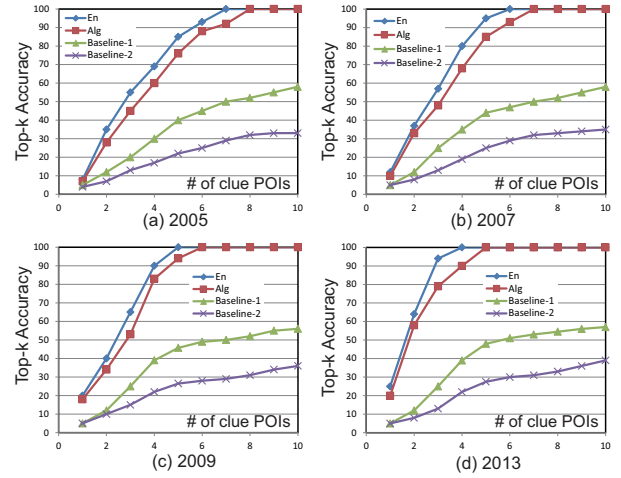 Top-k Accuracy
100
90
80
70
60
50
40
30
20
10
0
En
Alg
Baseline-1
Baseline-2
# of clue POIs
0 2 4 6 8 10
(a) 2005
Top-k Accuracy
100
90
80
70
60
50
40
30
20
10
0
En
Alg
Baseline-1
Baseline-2
# of clue POIs
0 2 4 6 8 10
(b) 2007
Top-k Accuracy
100
90
80
70
60
50
40
30
20
10
0
En
Alg
Baseline-1
Baseline-2
# of clue POIs
0 2 4 6 8 10
(c) 2009
Top-k Accuracy
100
90
80
70
60
50
40
30
20
10
0
En
Alg
Baseline-1
Baseline-2
# of clue POIs
0 2 4 6 8 10
(d) 2013